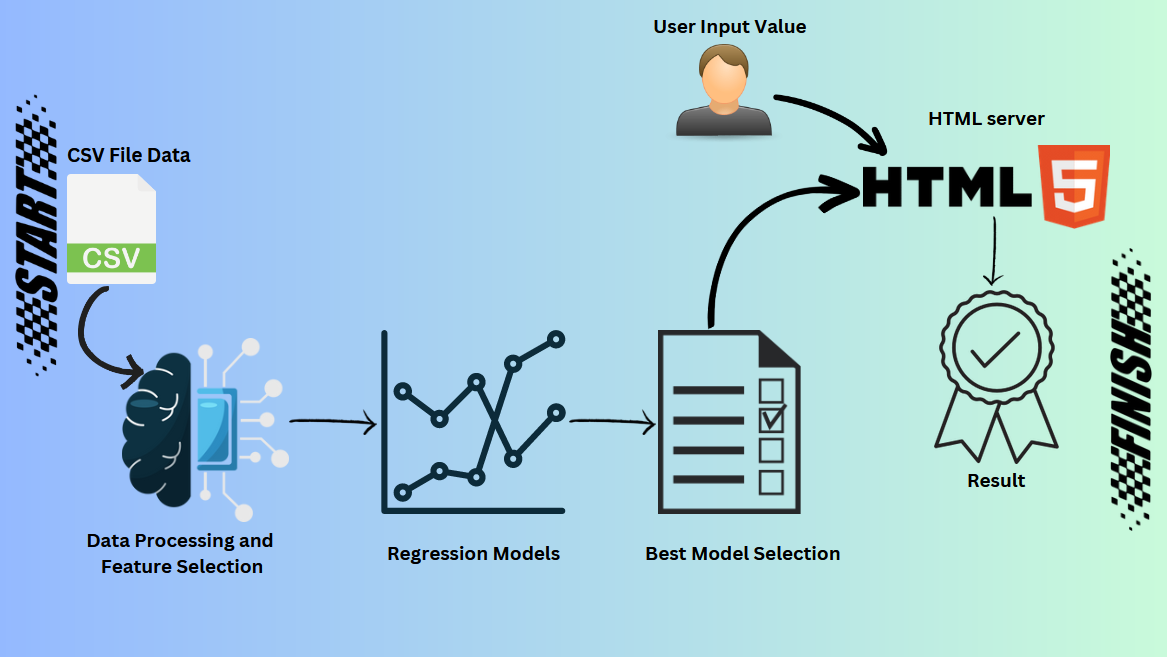 START
CSV File Data
CSV
Data Processing and
Feature Selection
Regression Models
Best Model Selection
User Input Value
HTML server
HTML
5
Result
FINISH